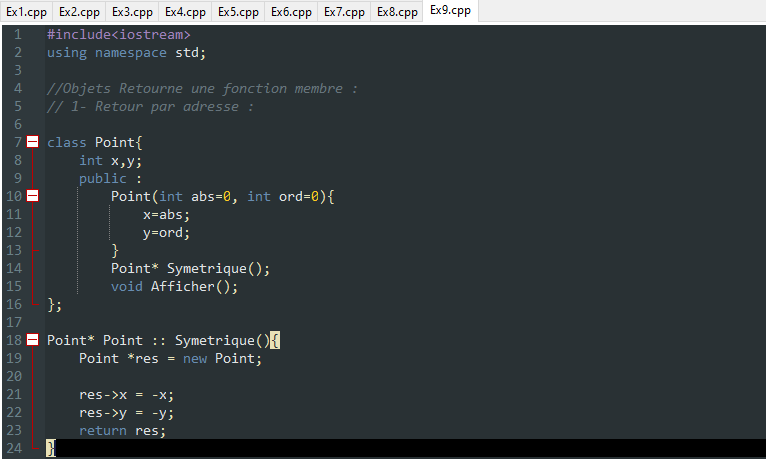 Ex1.cpp Ex2.cpp Ex3.cpp Ex4.cpp Ex5.cpp Ex6.cpp Ex7.cpp Ex8.cpp Ex9.cpp
1 #include<iostream>
2 using namespace std;
3
4 //Objets Retourne une fonction membre :
5 // 1- Retour par adresse :
6
7 class Point{
8 int x,y;
9 public :
10 Point(int abs=0, int ord=0){
11 x=abs;
12 y=ord;
13 }
14 Point* Symetrique();
15 void Afficher();
16 };
17
18 Point* Point :: Symetrique(){
19 Point *res = new Point;
20
21 res->x = -x;
22 res->y = -y;
23 return res;
24 }